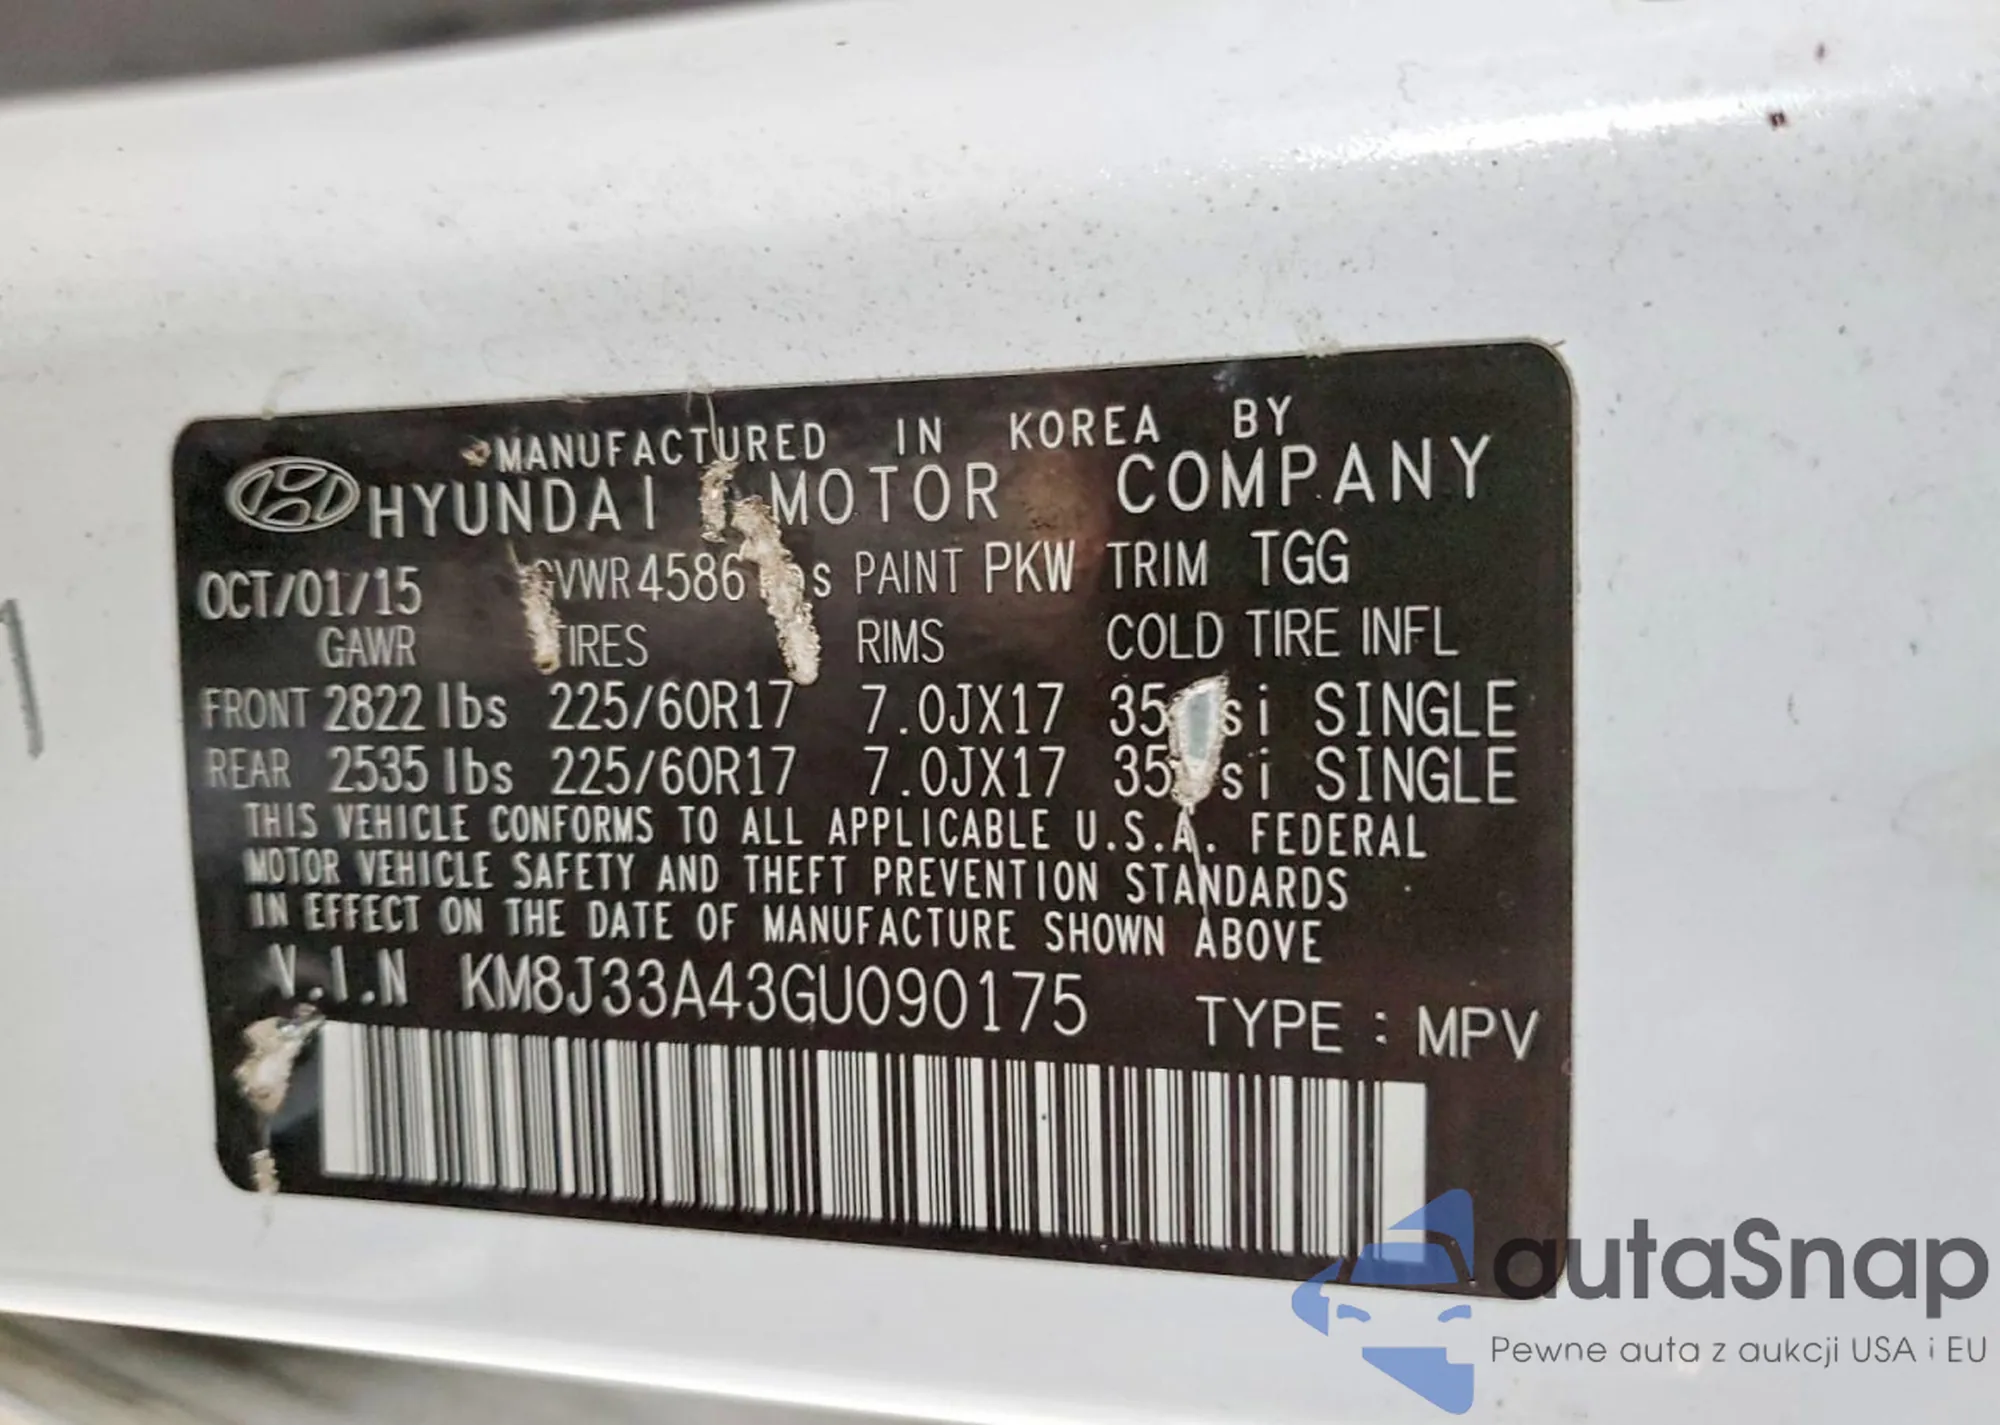 MANUFACTURED IN KOREA BY
HYUNDAI MOTOR COMPANY
OCT/01/15 GVWR 4586 PAINT PKW TRIM TGG
GAWR TIRES RIMS COLD TIRE INFL
FRONT 2822 lbs 225/60R17 7.0JX17 35 si SINGLE
REAR 2535 lbs 225/60R17 7.0JX17 35 si SINGLE
THIS VEHICLE CONFORMS TO ALL APPLICABLE U.S.A. FEDERAL
MOTOR VEHICLE SAFETY AND THEFT PREVENTION STANDARDS
IN EFFECT ON THE DATE OF MANUFACTURE SHOWN ABOVE
V.I.N KM8J33A43GU090175 TYPE : MPV
autaSnap
Pewne auta z aukcji USA i EU